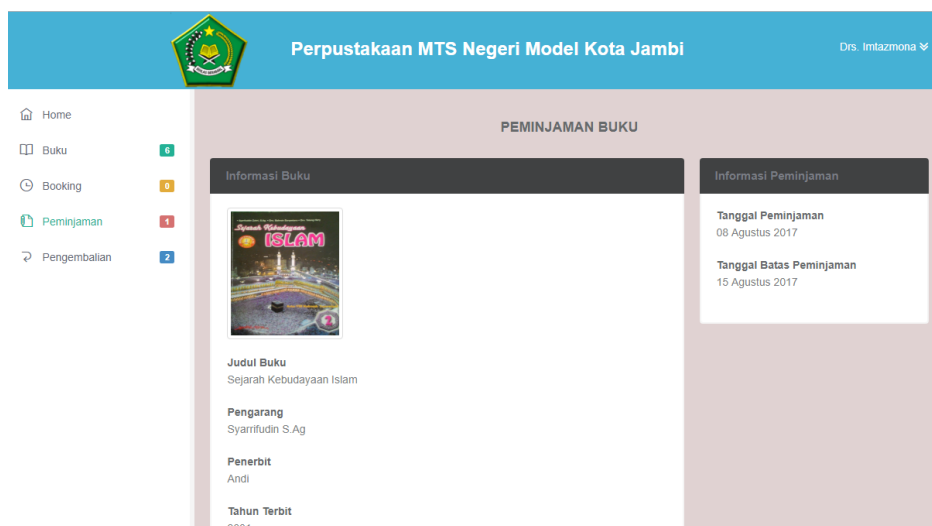 Perpustakaan MTS Negeri Model Kota Jambi
Drs. Imtazmona
Home
Buku 6
Booking 0
Peminjaman 1
Pengembalian 2
PEMINJAMAN BUKU
Informasi Buku
Sejarah Kebudayaan
ISLAM
2
Judul Buku
Sejarah Kebudayaan Islam
Pengarang
Syarrifudin S.Ag
Penerbit
Andi
Tahun Terbit
Informasi Peminjaman
Tanggal Peminjaman
08 Agustus 2017
Tanggal Batas Peminjaman
15 Agustus 2017